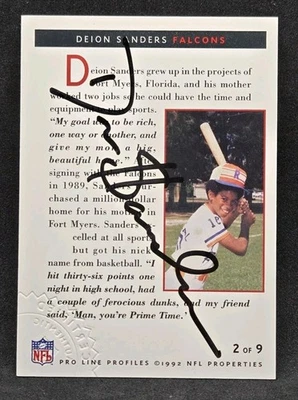 DEION SANDERS FALCONS
Deion Sanders grew up in the projects of
Fort Myers, Florida, and his mother
worked two jobs so he could have the time and
equipment to play sports.
"My goal was to be rich,
one way or another, and
give my mom a big,
beautiful house." After
signing with the Falcons
in 1989, Sanders pur-
chased a million-dollar
home for his mother in
Fort Myers. Sanders ex-
celled at all sports
but got his nick-
name from basketball. "I
hit thirty-six points one
night in high school, had
a couple of ferocious dunks, and my friend
said, 'Man, you're Prime Time.'
2 OF 9
NFL
PRO LINE PROFILES ©1992 NFL PROPERTIES